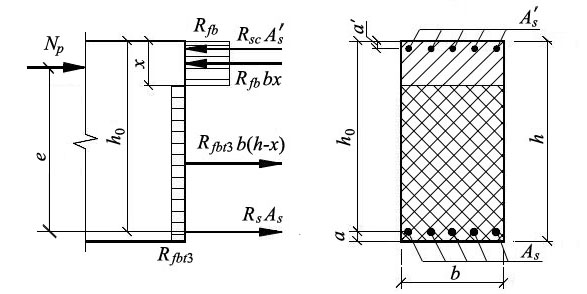 R_fb
R_sc A'_s
N_p
x
R_fb bx
e
h_0
R_fbt3 b(h-x)
R_s A_s
R_fbt3
a'
A'_s
h_0
h
a
A_s
b